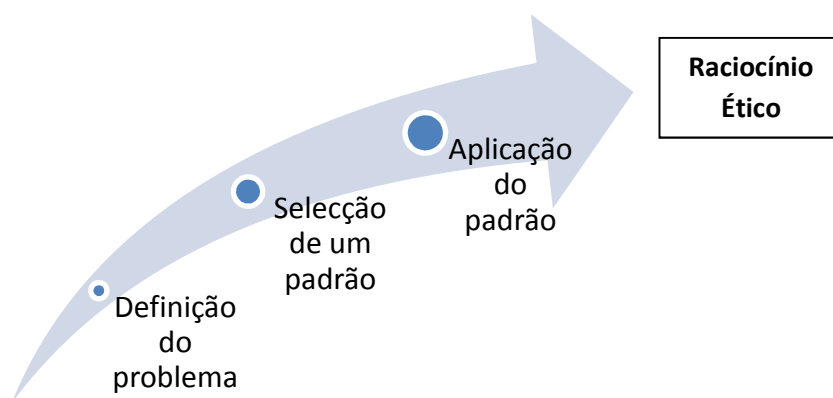 Definição
do
problema
Selecção
de um
padrão
Aplicação
do
padrão
Raciocínio
Ético